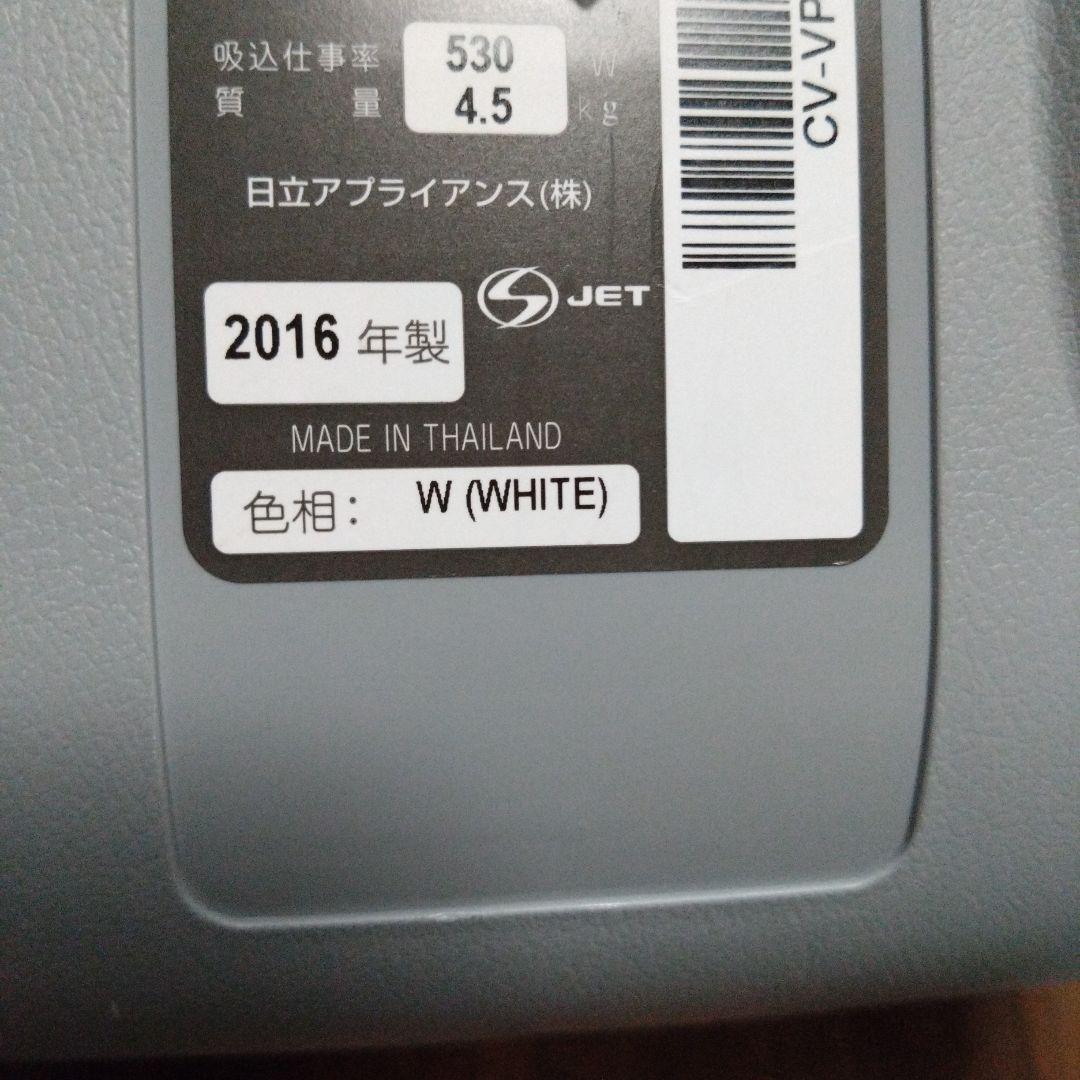 吸込仕事率 530 W
質量 4.5 kg
日立アプライアンス(株)
JET
2016 年製
MADE IN THAILAND
色相: W (WHITE)
CV-VP